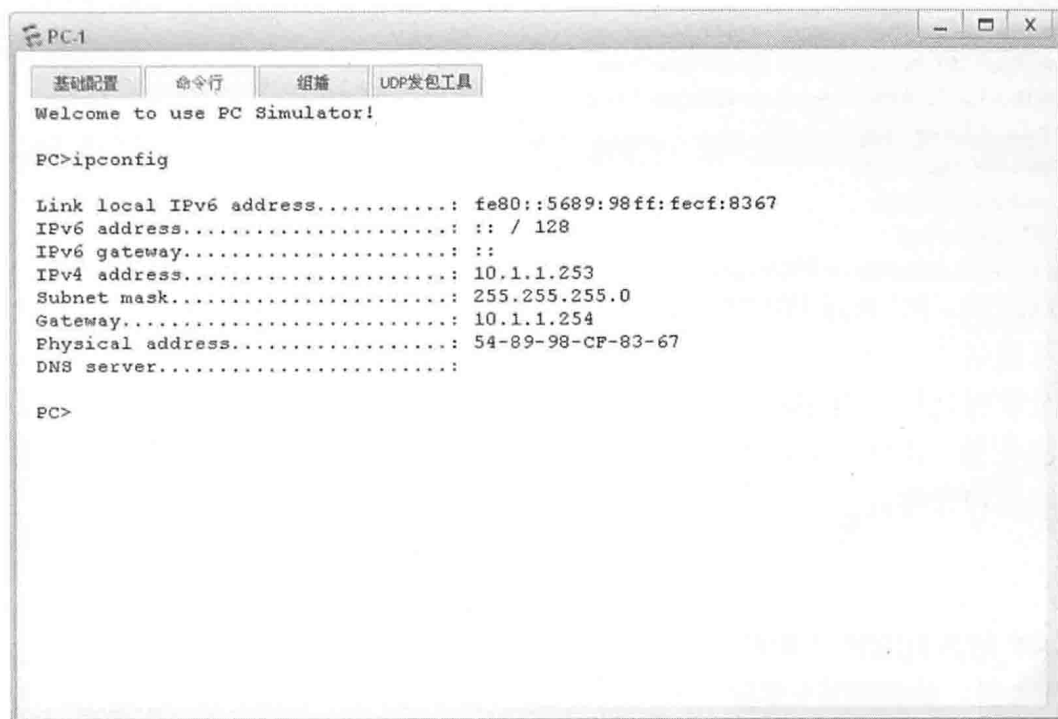 PC-1
— X
基础配置 命令行 组播 UDP发包工具
Welcome to use PC Simulator!
PC>ipconfig
Link local IPv6 address...........: fe80::5689:98ff:fecf:8367
IPv6 address......................: :: / 128
IPv6 gateway......................: ::
IPv4 address......................: 10.1.1.253
Subnet mask.......................: 255.255.255.0
Gateway...........................: 10.1.1.254
Physical address..................: 54-89-98-CF-83-67
DNS server........................:
PC>